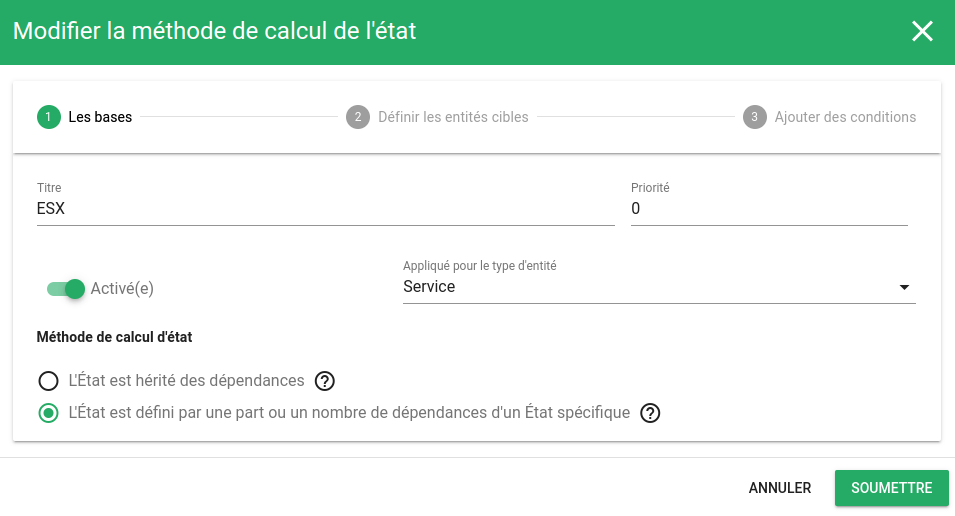 Modifier la méthode de calcul de l'état
1 Les bases 2 Définir les entités cibles 3 Ajouter des conditions
Titre Priorité
ESX 0
Appliqué pour le type d'entité
Activé(e) Service
Méthode de calcul d'état
L'État est hérité des dépendances ?
L'État est défini par une part ou un nombre de dépendances d'un État spécifique ?
ANNULER SOUMETTRE